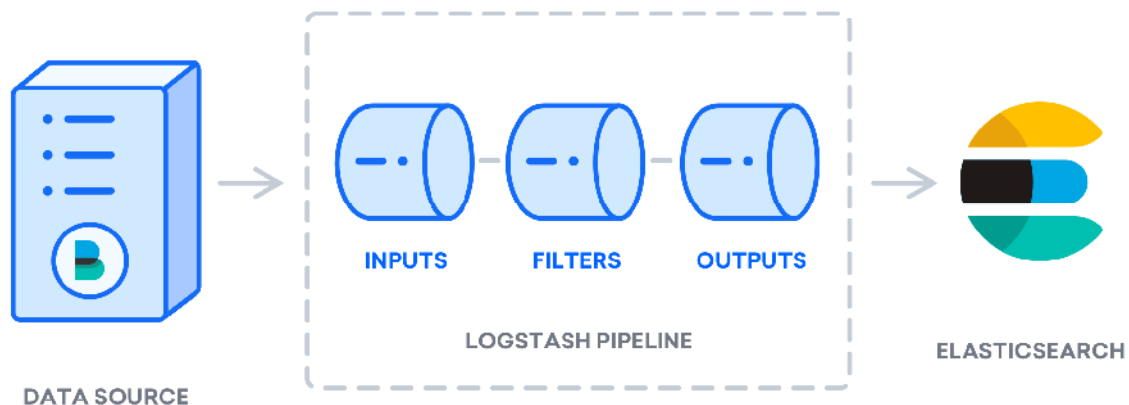 INPUTS
FILTERS
OUTPUTS
LOGSTASH PIPELINE
ELASTICSEARCH
DATA SOURCE